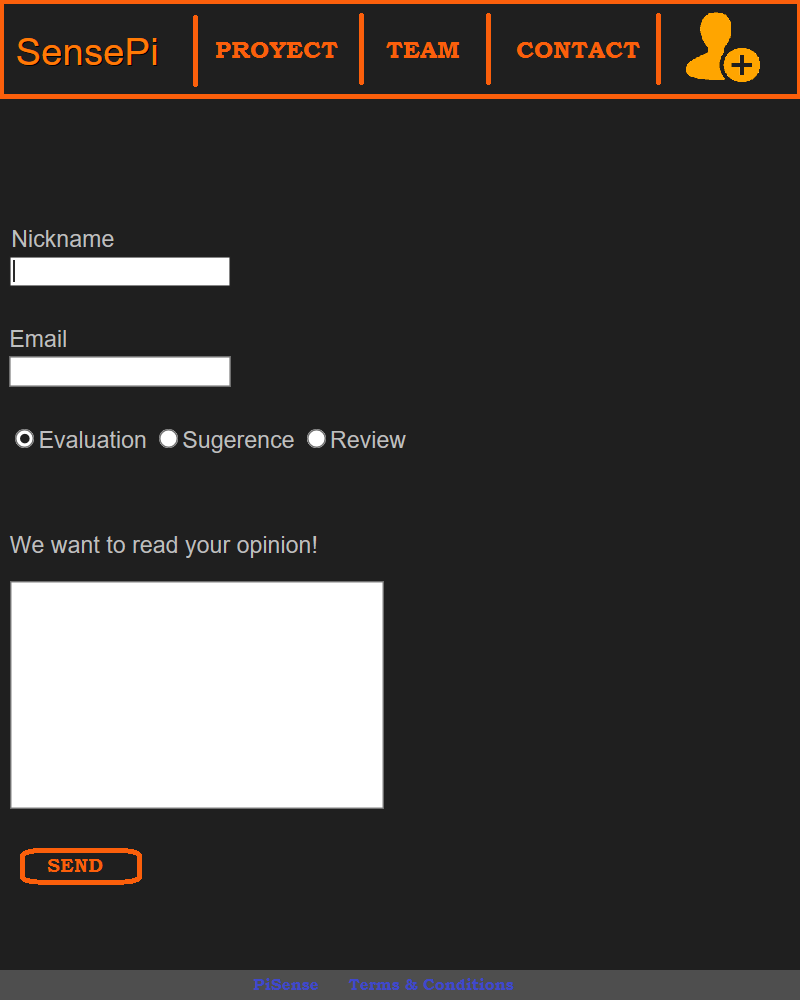 SensePi PROYECT TEAM CONTACT
Nickname
Email
Evaluation Sugerence Review
We want to read your opinion!
SEND
PiSense Terms & Conditions